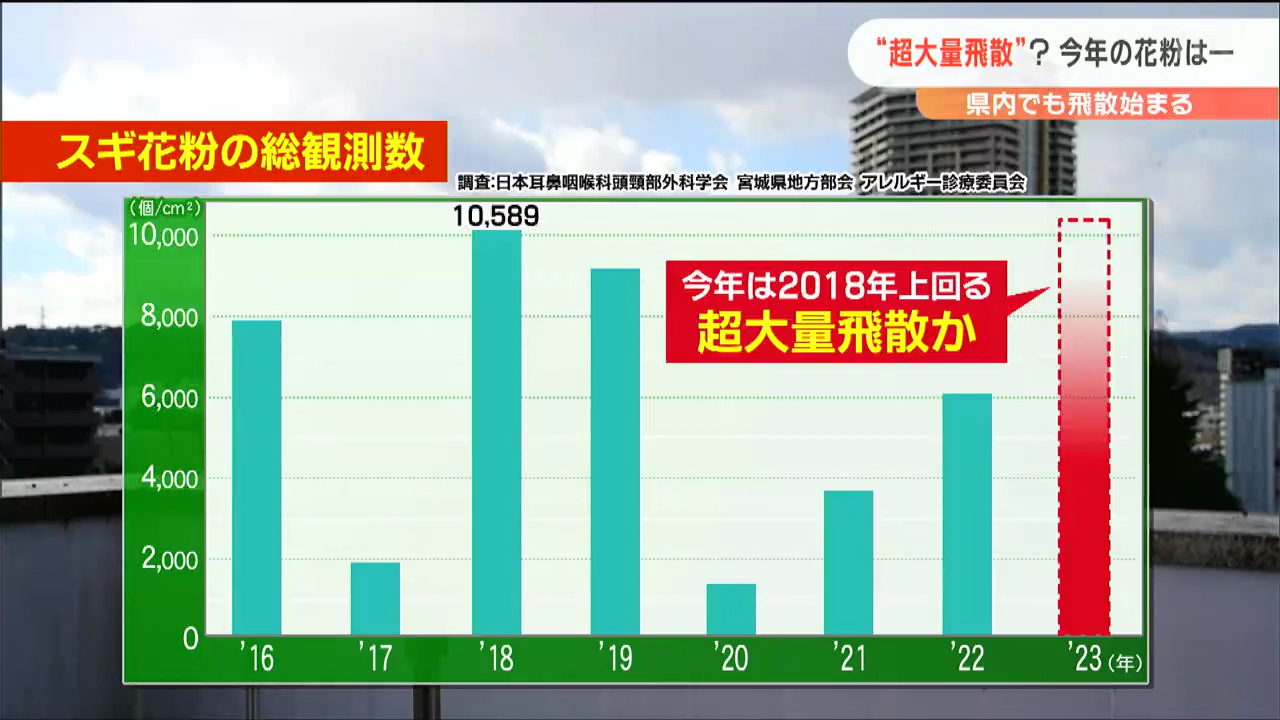 “超大量飛散”？ 今年の花粉は―
県内でも飛散始まる
スギ花粉の総観測数
調査:日本耳鼻咽喉科頭頸部外科学会 宮城県地方部会 アレルギー診療委員会
(個/cm²)
10,589
10,000
8,000
6,000
4,000
2,000
0
今年は2018年上回る
超大量飛散か
’16 ’17 ’18 ’19 ’20 ’21 ’22 ’23 (年)